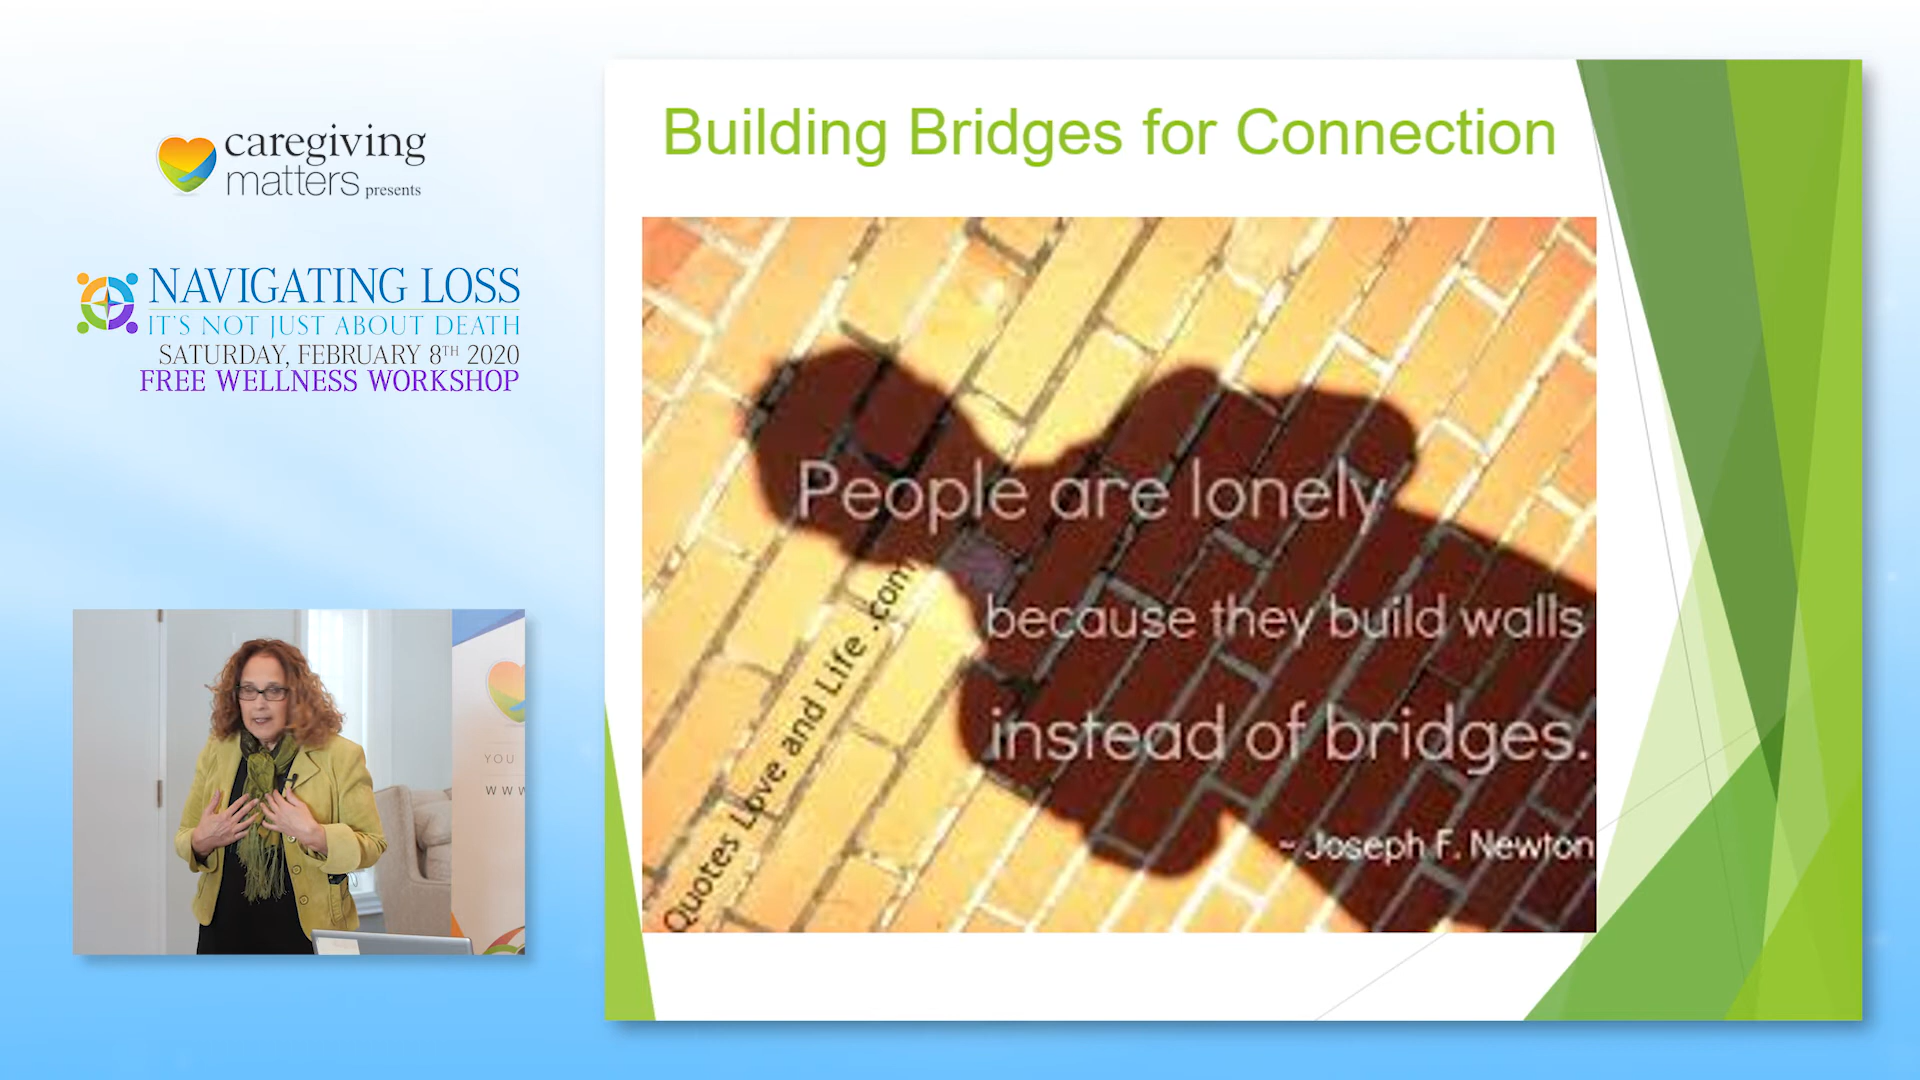 caregiving
matters presents
NAVIGATING LOSS
IT'S NOT JUST ABOUT DEATH
SATURDAY, FEBRUARY 8TH 2020
FREE WELLNESS WORKSHOP
YOU
WWW
Building Bridges for Connection
People are lonely
because they build walls
instead of bridges.
~ Joseph F. Newton
Quotes Love and Life .com